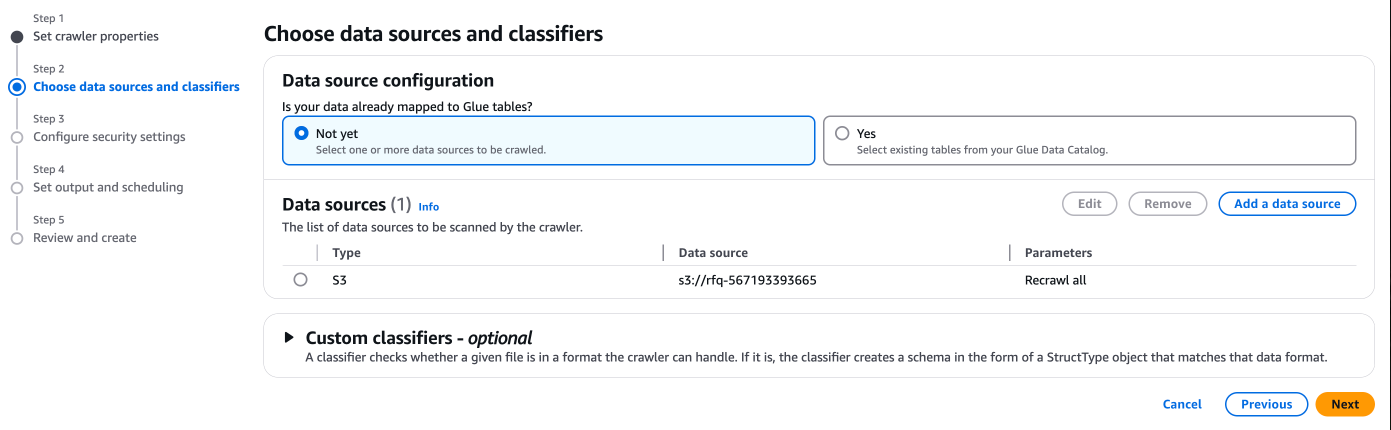 Step 1
Set crawler properties
Step 2
Choose data sources and classifiers
Step 3
Configure security settings
Step 4
Set output and scheduling
Step 5
Review and create
Choose data sources and classifiers
Data source configuration
Is your data already mapped to Glue tables?
Not yet
Select one or more data sources to be crawled.
Yes
Select existing tables from your Glue Data Catalog.
Data sources (1) Info
Edit
Remove
Add a data source
The list of data sources to be scanned by the crawler.
Type Data source Parameters
S3 s3://rfq-567193393665 Recrawl all
Custom classifiers - optional
A classifier checks whether a given file is in a format the crawler can handle. If it is, the classifier creates a schema in the form of a StructType object that matches that data format.
Cancel Previous Next